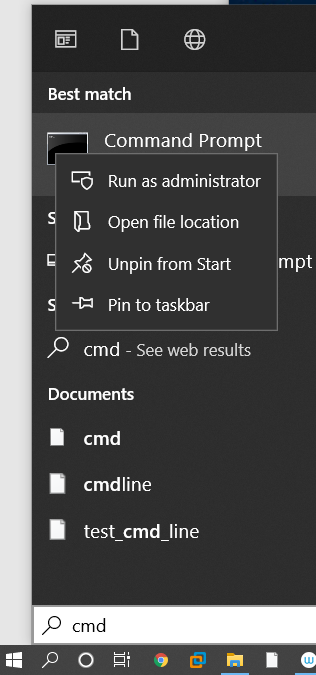 Best match
Command Prompt
Run as administrator
Open file location
Unpin from Start
mpt
Pin to taskbar
cmd - See web results
Documents
cmd
cmdline
test_cmd_line
cmd